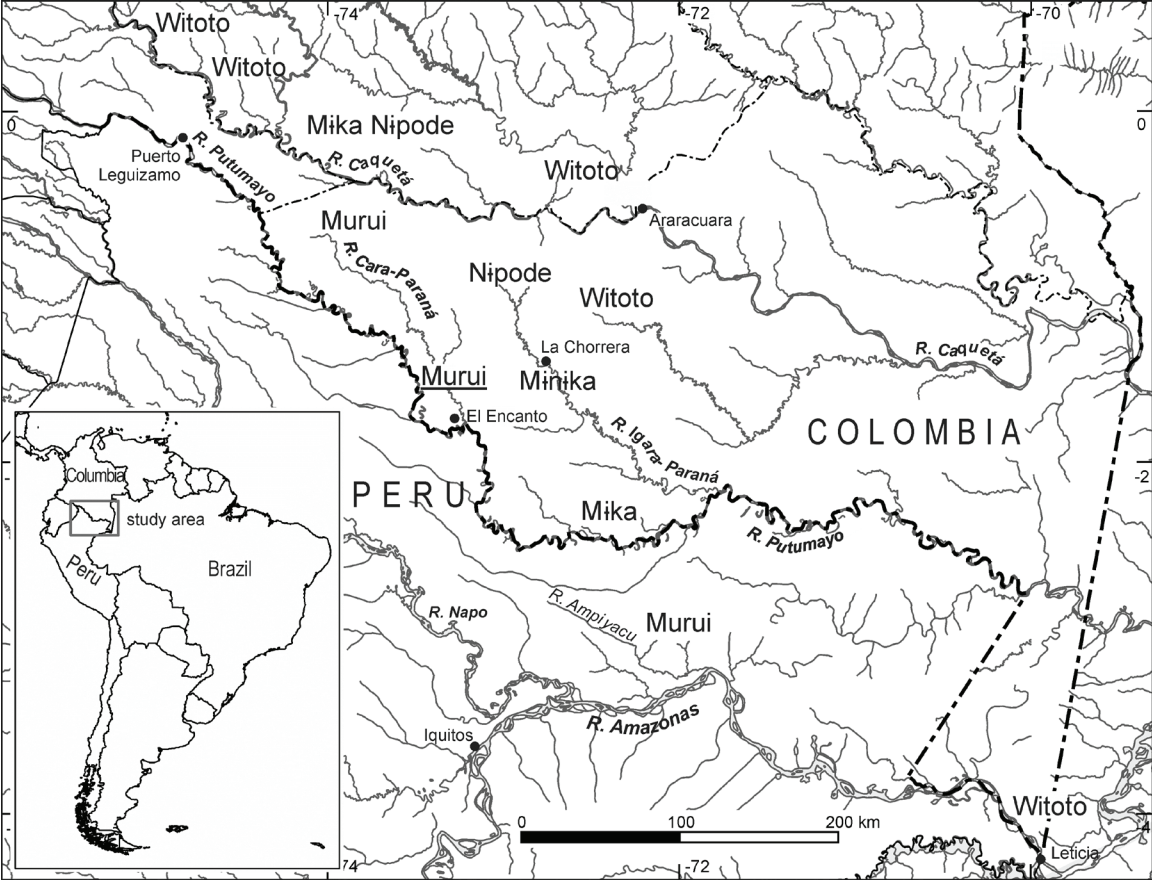 -74
-72
-70
Witoto
Witoto
0
Mɨka Nɨpode
0
Puerto
Leguizamo
R. Putumayo
R. Caquetá
Witoto
Araracuara
Murui
R. Cara-Paraná
Nɨpode
Witoto
La Chorrera
R. Caquetá
Murui
Mɨnɨka
El Encanto
R. Igara-Paraná
COLOMBIA
-2
PERU
Mɨka
R. Putumayo
Columbia
study area
Brazil
Peru
R. Napo
R. Ampiyacu
Murui
Iquitos
R. Amazonas
0
100
200 km
Witoto
-4
Leticia
-74
-72